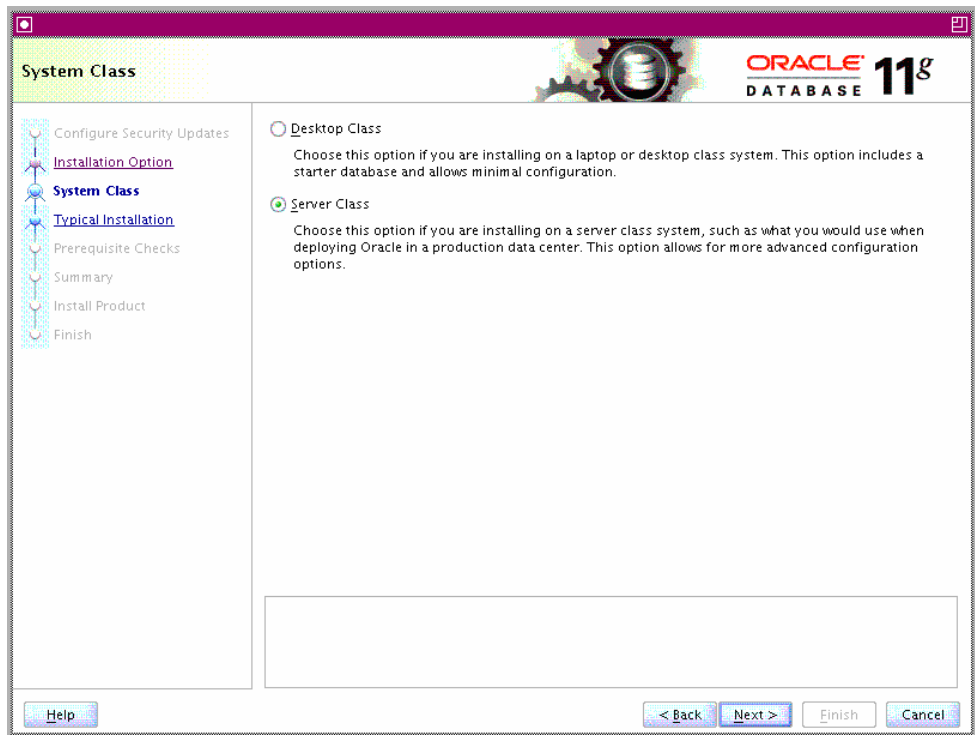 System Class
ORACLE
DATABASE
11g
Configure Security Updates
Installation Option
System Class
Typical Installation
Prerequisite Checks
Summary
Install Product
Finish
Desktop Class
Choose this option if you are installing on a laptop or desktop class system. This option includes a
starter database and allows minimal configuration.
Server Class
Choose this option if you are installing on a server class system, such as what you would use when
deploying Oracle in a production data center. This option allows for more advanced configuration
options.
Help
< Back
Next >
Finish
Cancel